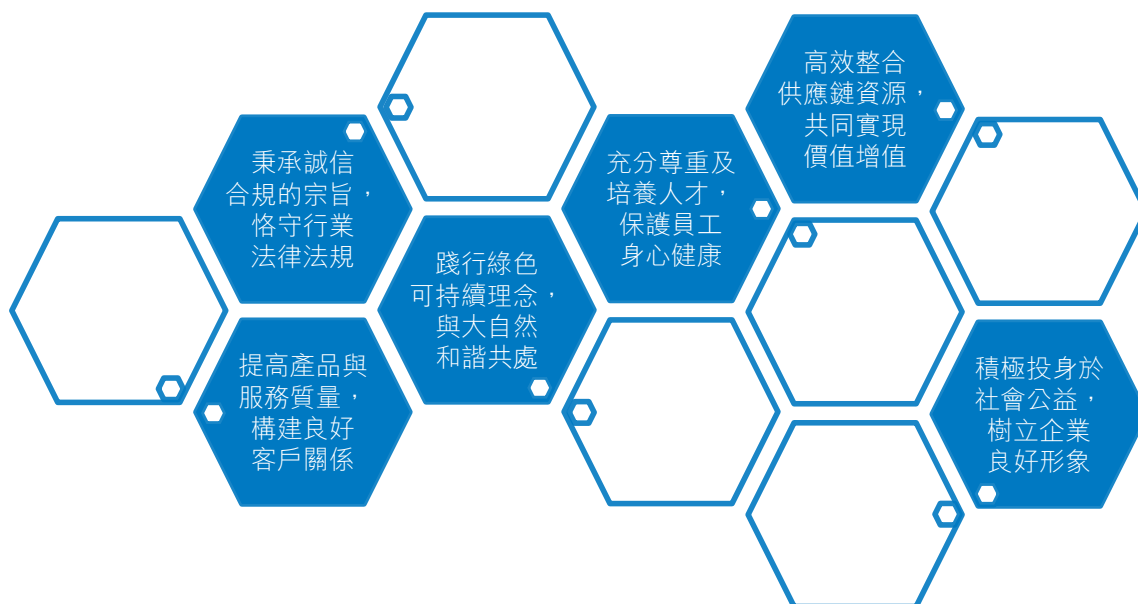 秉承誠信
合規的宗旨，
恪守行業
法律法規
提高產品與
服務質量，
構建良好
客戶關係
踐行綠色
可持續理念，
與大自然
和諧共處
充分尊重及
培養人才，
保護員工
身心健康
高效整合
供應鏈資源，
共同實現
價值增值
積極投身於
社會公益，
樹立企業
良好形象